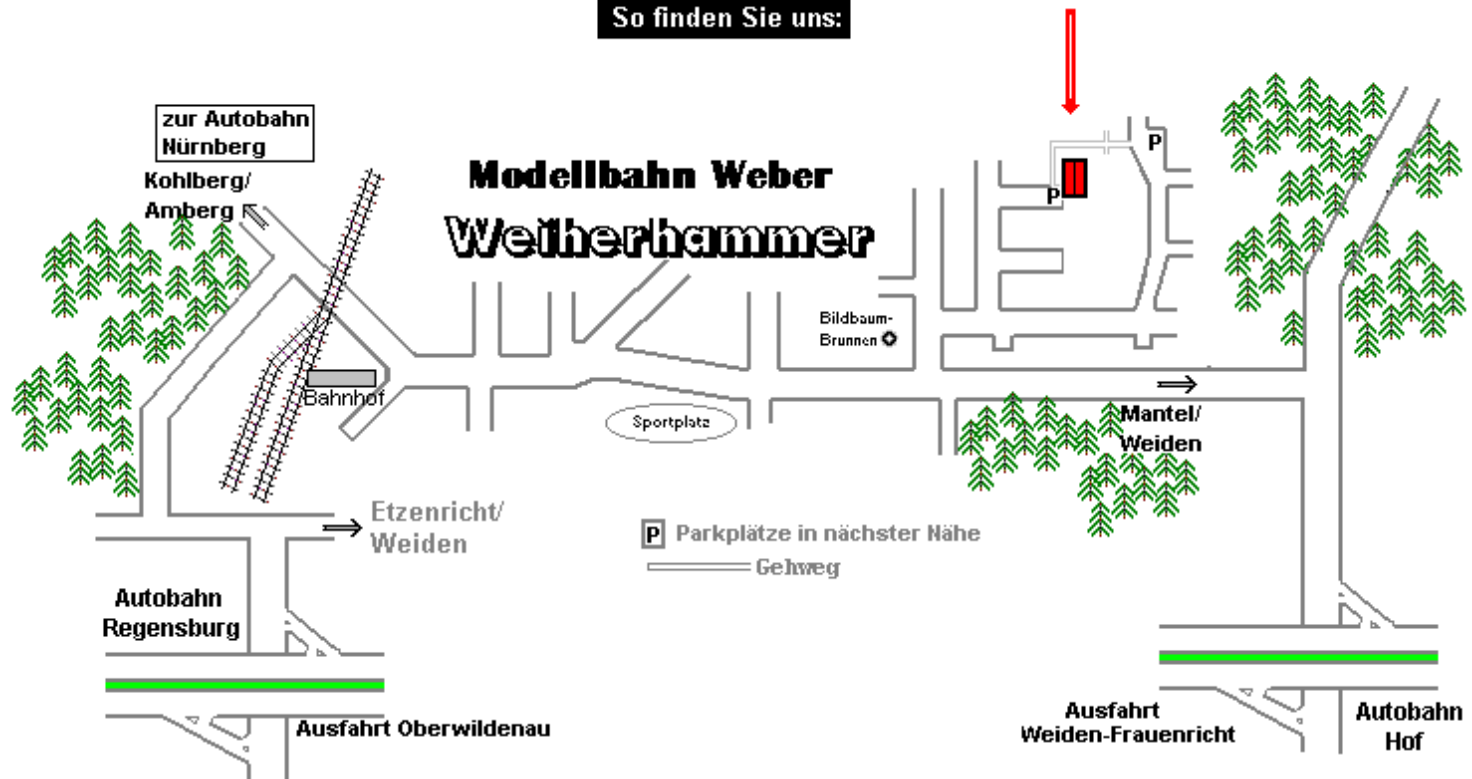 So finden Sie uns:
zur Autobahn
Nürnberg
Kohlberg/
Amberg
Modellbahn Weber
Weiherhammer
P
P
Bildbaum-
Brunnen
Bahnhof
Sportplatz
Mantel/
Weiden
Etzenricht/
Weiden
P Parkplätze in nächster Nähe
Gehweg
Autobahn
Regensburg
Ausfahrt Oberwildenau
Ausfahrt
Weiden-Frauenricht
Autobahn
Hof